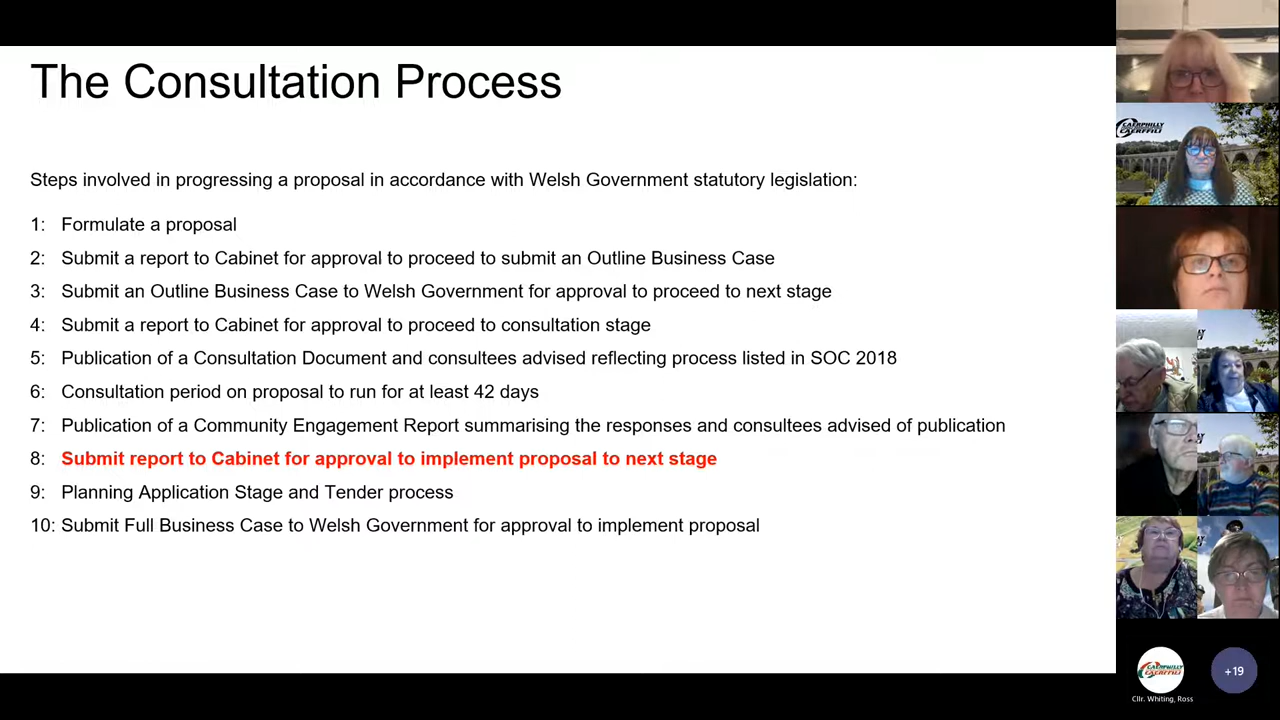 The Consultation Process
Steps involved in progressing a proposal in accordance with Welsh Government statutory legislation:
1: Formulate a proposal
2: Submit a report to Cabinet for approval to proceed to submit an Outline Business Case
3: Submit an Outline Business Case to Welsh Government for approval to proceed to next stage
4: Submit a report to Cabinet for approval to proceed to consultation stage
5: Publication of a Consultation Document and consultees advised reflecting process listed in SOC 2018
6: Consultation period on proposal to run for at least 42 days
7: Publication of a Community Engagement Report summarising the responses and consultees advised of publication
8: Submit report to Cabinet for approval to implement proposal to next stage
9: Planning Application Stage and Tender process
10: Submit Full Business Case to Welsh Government for approval to implement proposal
CAERPHILLY
CAERFFILI
CAERPHILLY
CAERFFILI
+19
Cllr. Whiting, Ross